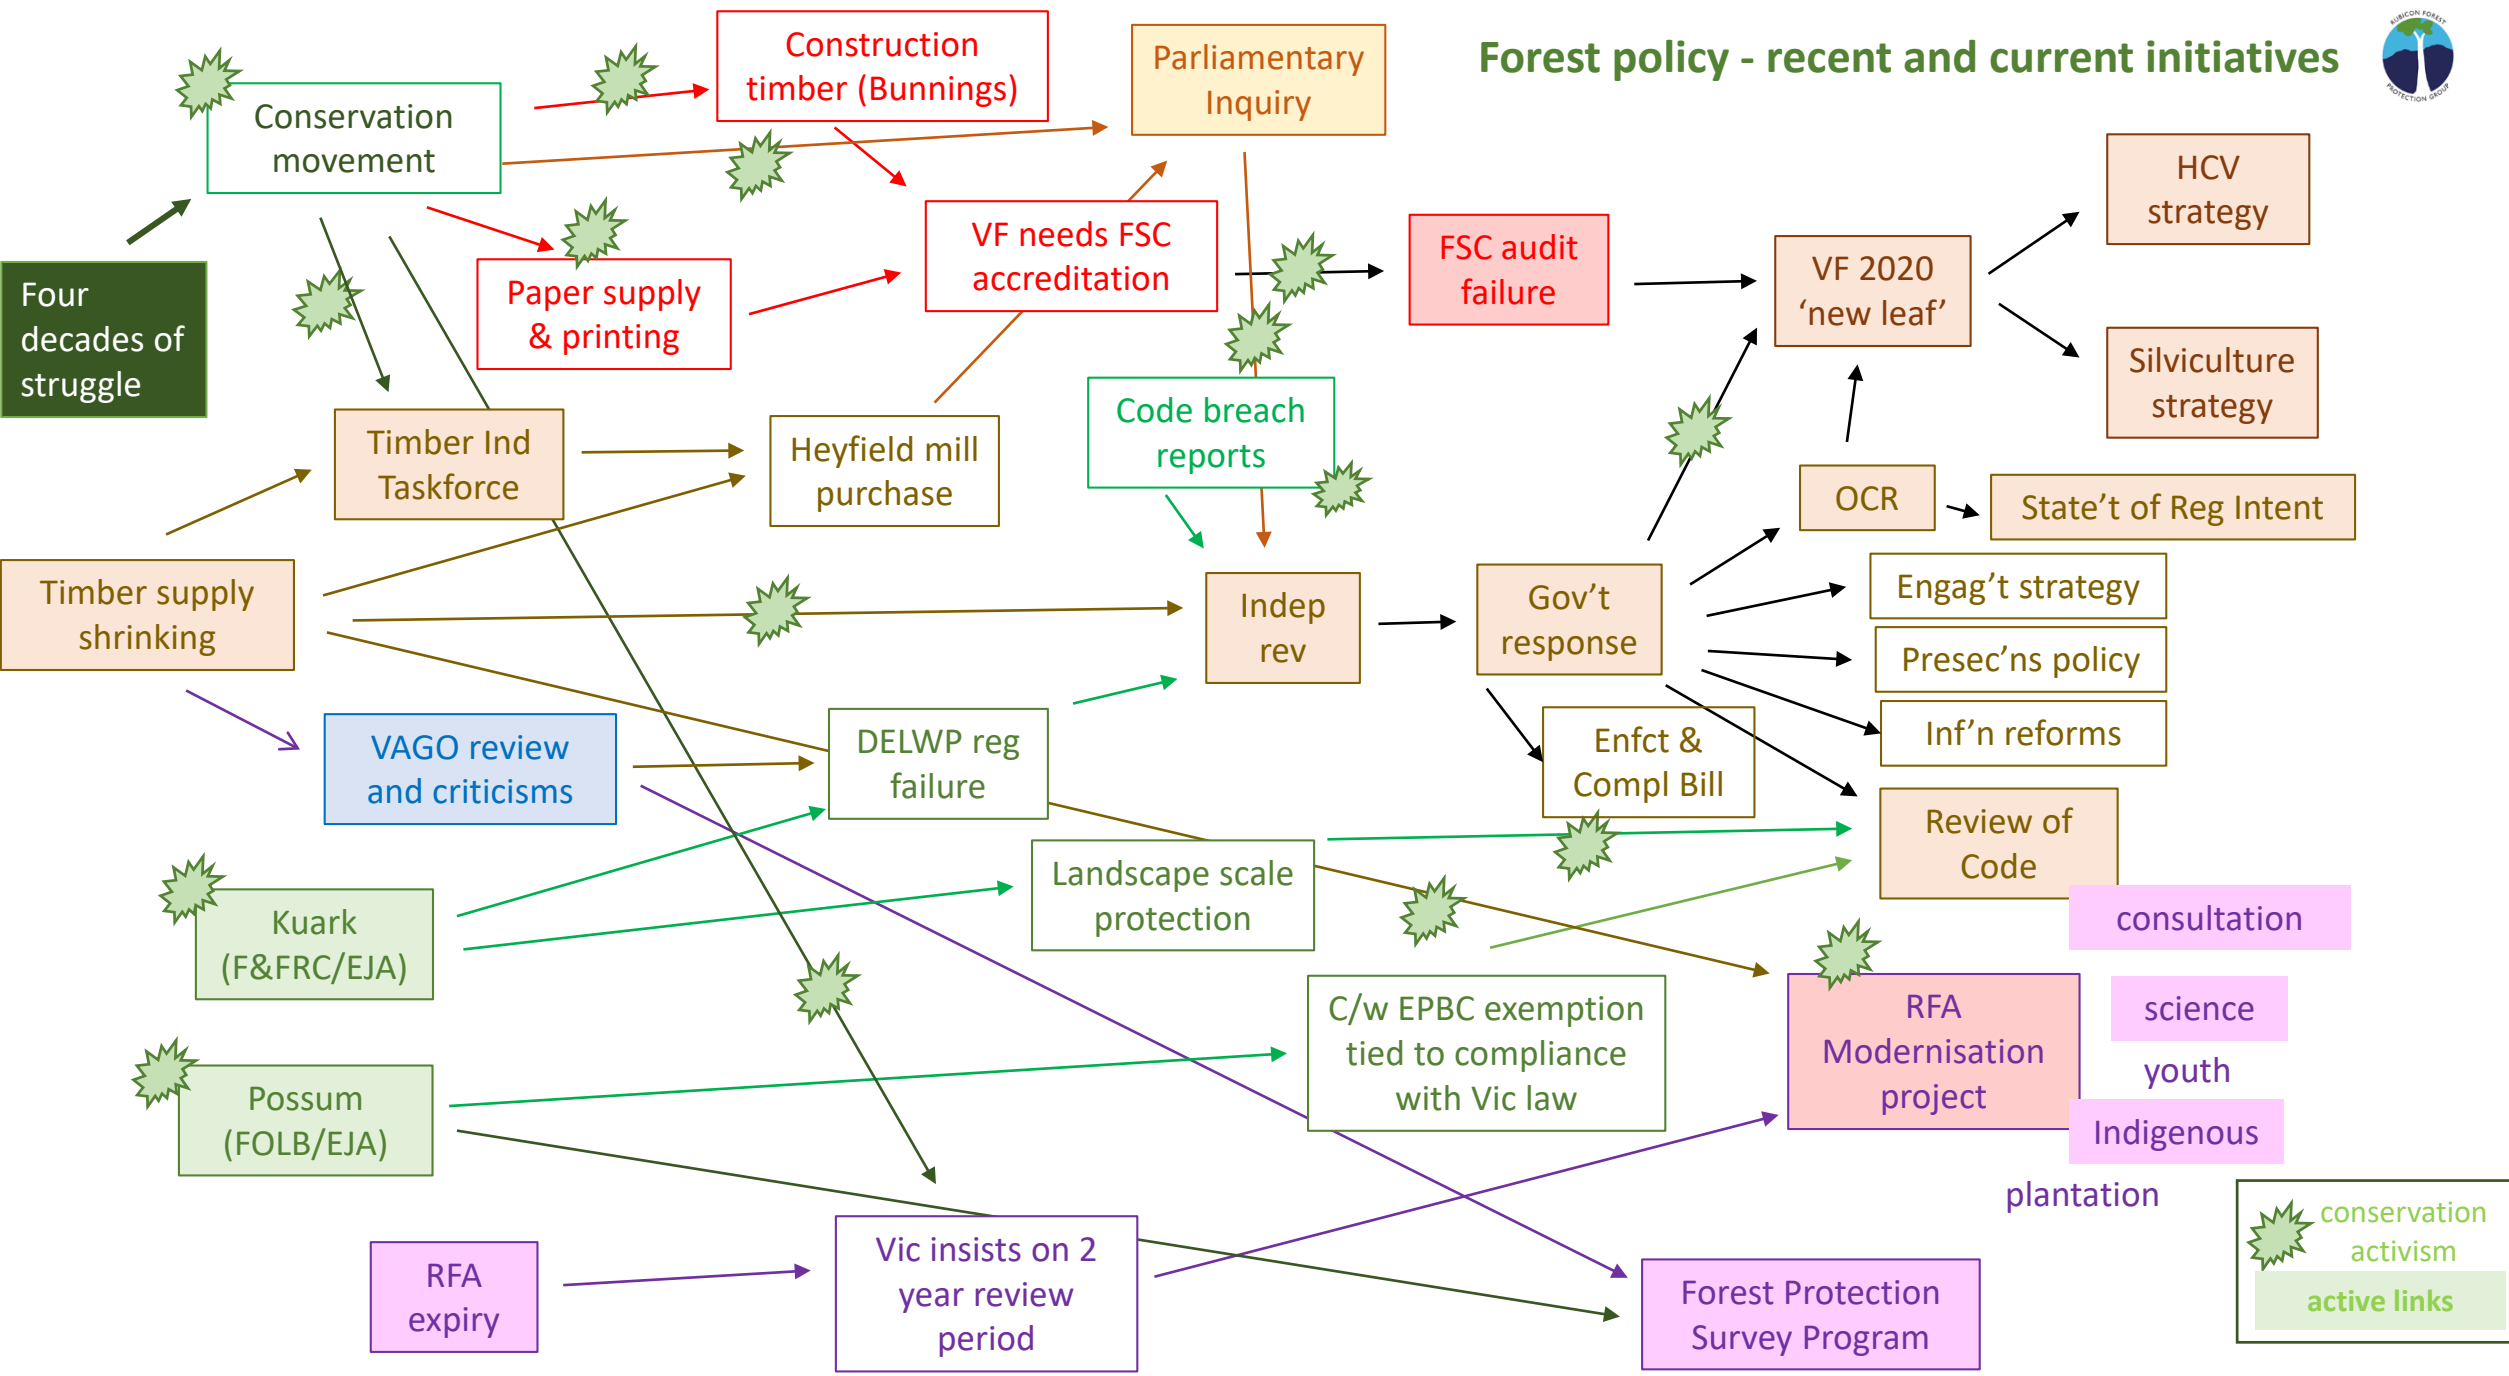 Forest policy - recent and current initiatives
RUBICON FOREST
PROTECTION GROUP
Construction
timber (Bunnings)
Parliamentary
Inquiry
Conservation
movement
HCV
strategy
VF needs FSC
accreditation
FSC audit
failure
VF 2020
‘new leaf’
Four
decades of
struggle
Paper supply
& printing
Silviculture
strategy
Code breach
reports
Timber Ind
Taskforce
Heyfield mill
purchase
OCR
State’t of Reg Intent
Timber supply
shrinking
Indep
rev
Gov’t
response
Engag’t strategy
Presec’ns policy
Inf’n reforms
VAGO review
and criticisms
DELWP reg
failure
Enfct &
Compl Bill
Review of
Code
Landscape scale
protection
Kuark
(F&FRC/EJA)
consultation
C/w EPBC exemption
tied to compliance
with Vic law
RFA
Modernisation
project
science
youth
Indigenous
plantation
Possum
(FOLB/EJA)
RFA
expiry
Vic insists on 2
year review
period
Forest Protection
Survey Program
conservation
activism
active links